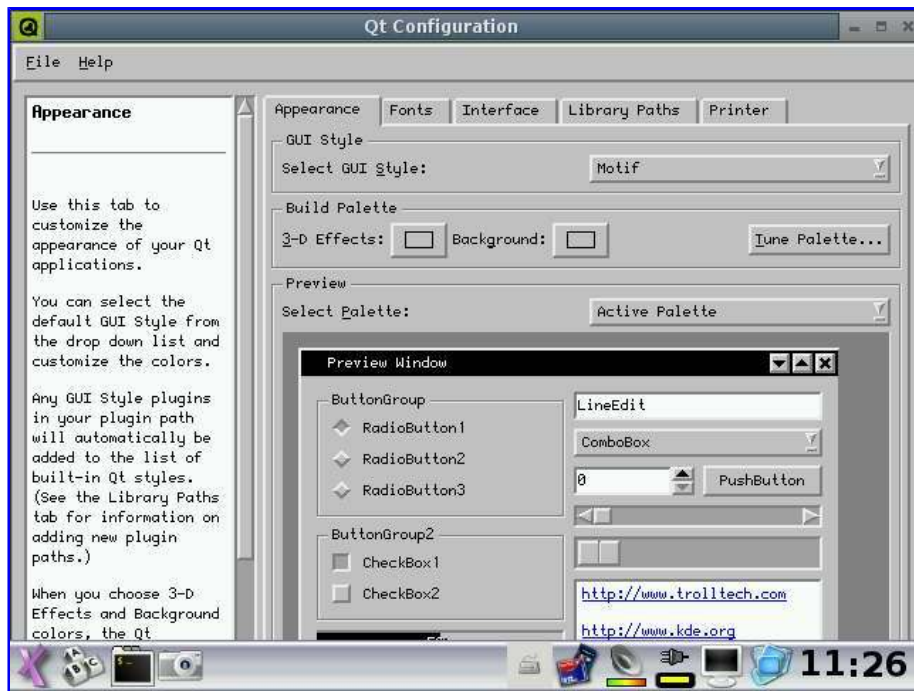 Qt Configuration
File Help
Appearance
Use this tab to
customize the
appearance of your Qt
applications.
You can select the
default GUI Style from
the drop down list and
customize the colors.
Any GUI Style plugins
in your plugin path
will automatically be
added to the list of
built-in Qt styles.
(See the Library Paths
tab for information on
adding new plugin
paths.)
When you choose 3-D
Effects and Background
colors, the Qt
Appearance Fonts Interface Library Paths Printer
GUI Style
Select GUI Style: Motif
Build Palette
3-D Effects: Background: Tune Palette...
Preview
Select Palette: Active Palette
Preview Window
ButtonGroup
RadioButton1
RadioButton2
RadioButton3
ButtonGroup2
CheckBox1
CheckBox2
LineEdit
ComboBox
0 PushButton
http://www.trolltech.com
http://www.kde.org
A B C
11:26